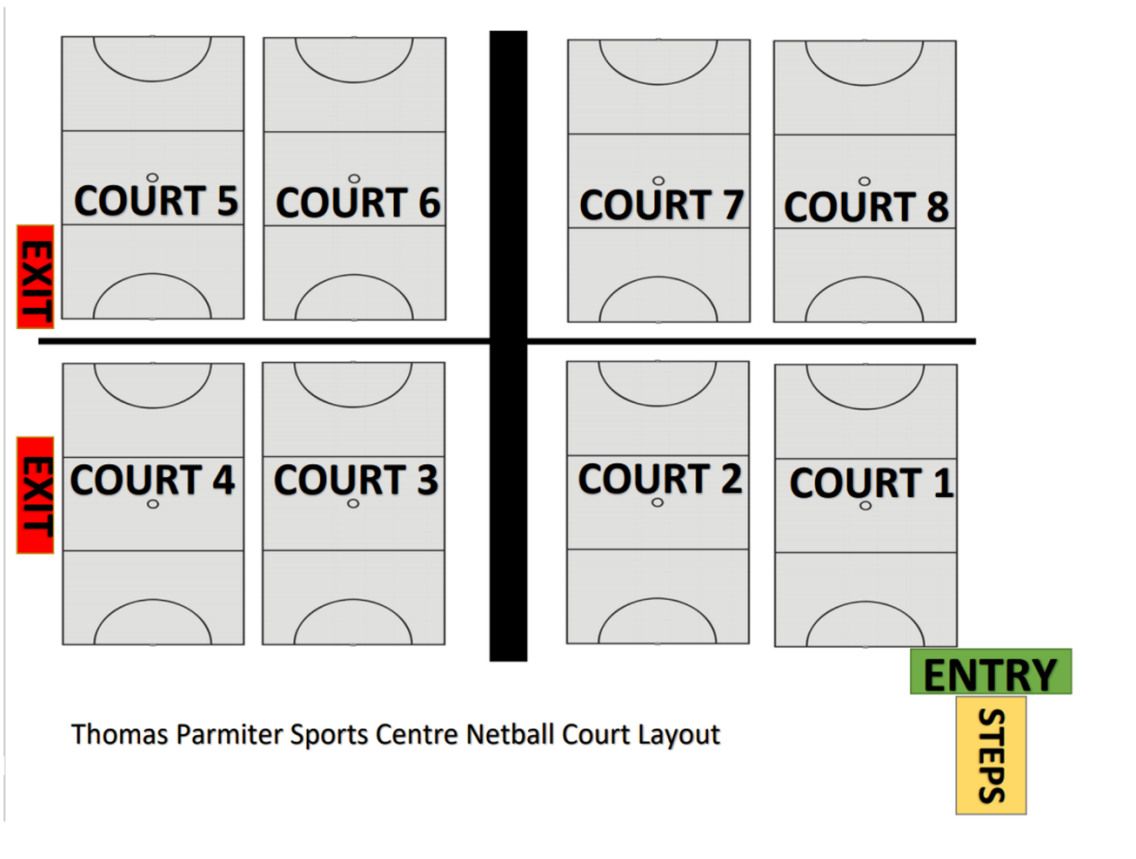 COURT 5
COURT 6
COURT 7
COURT 8
EXIT
COURT 4
COURT 3
COURT 2
COURT 1
EXIT
ENTRY
STEPS
Thomas Parmiter Sports Centre Netball Court Layout